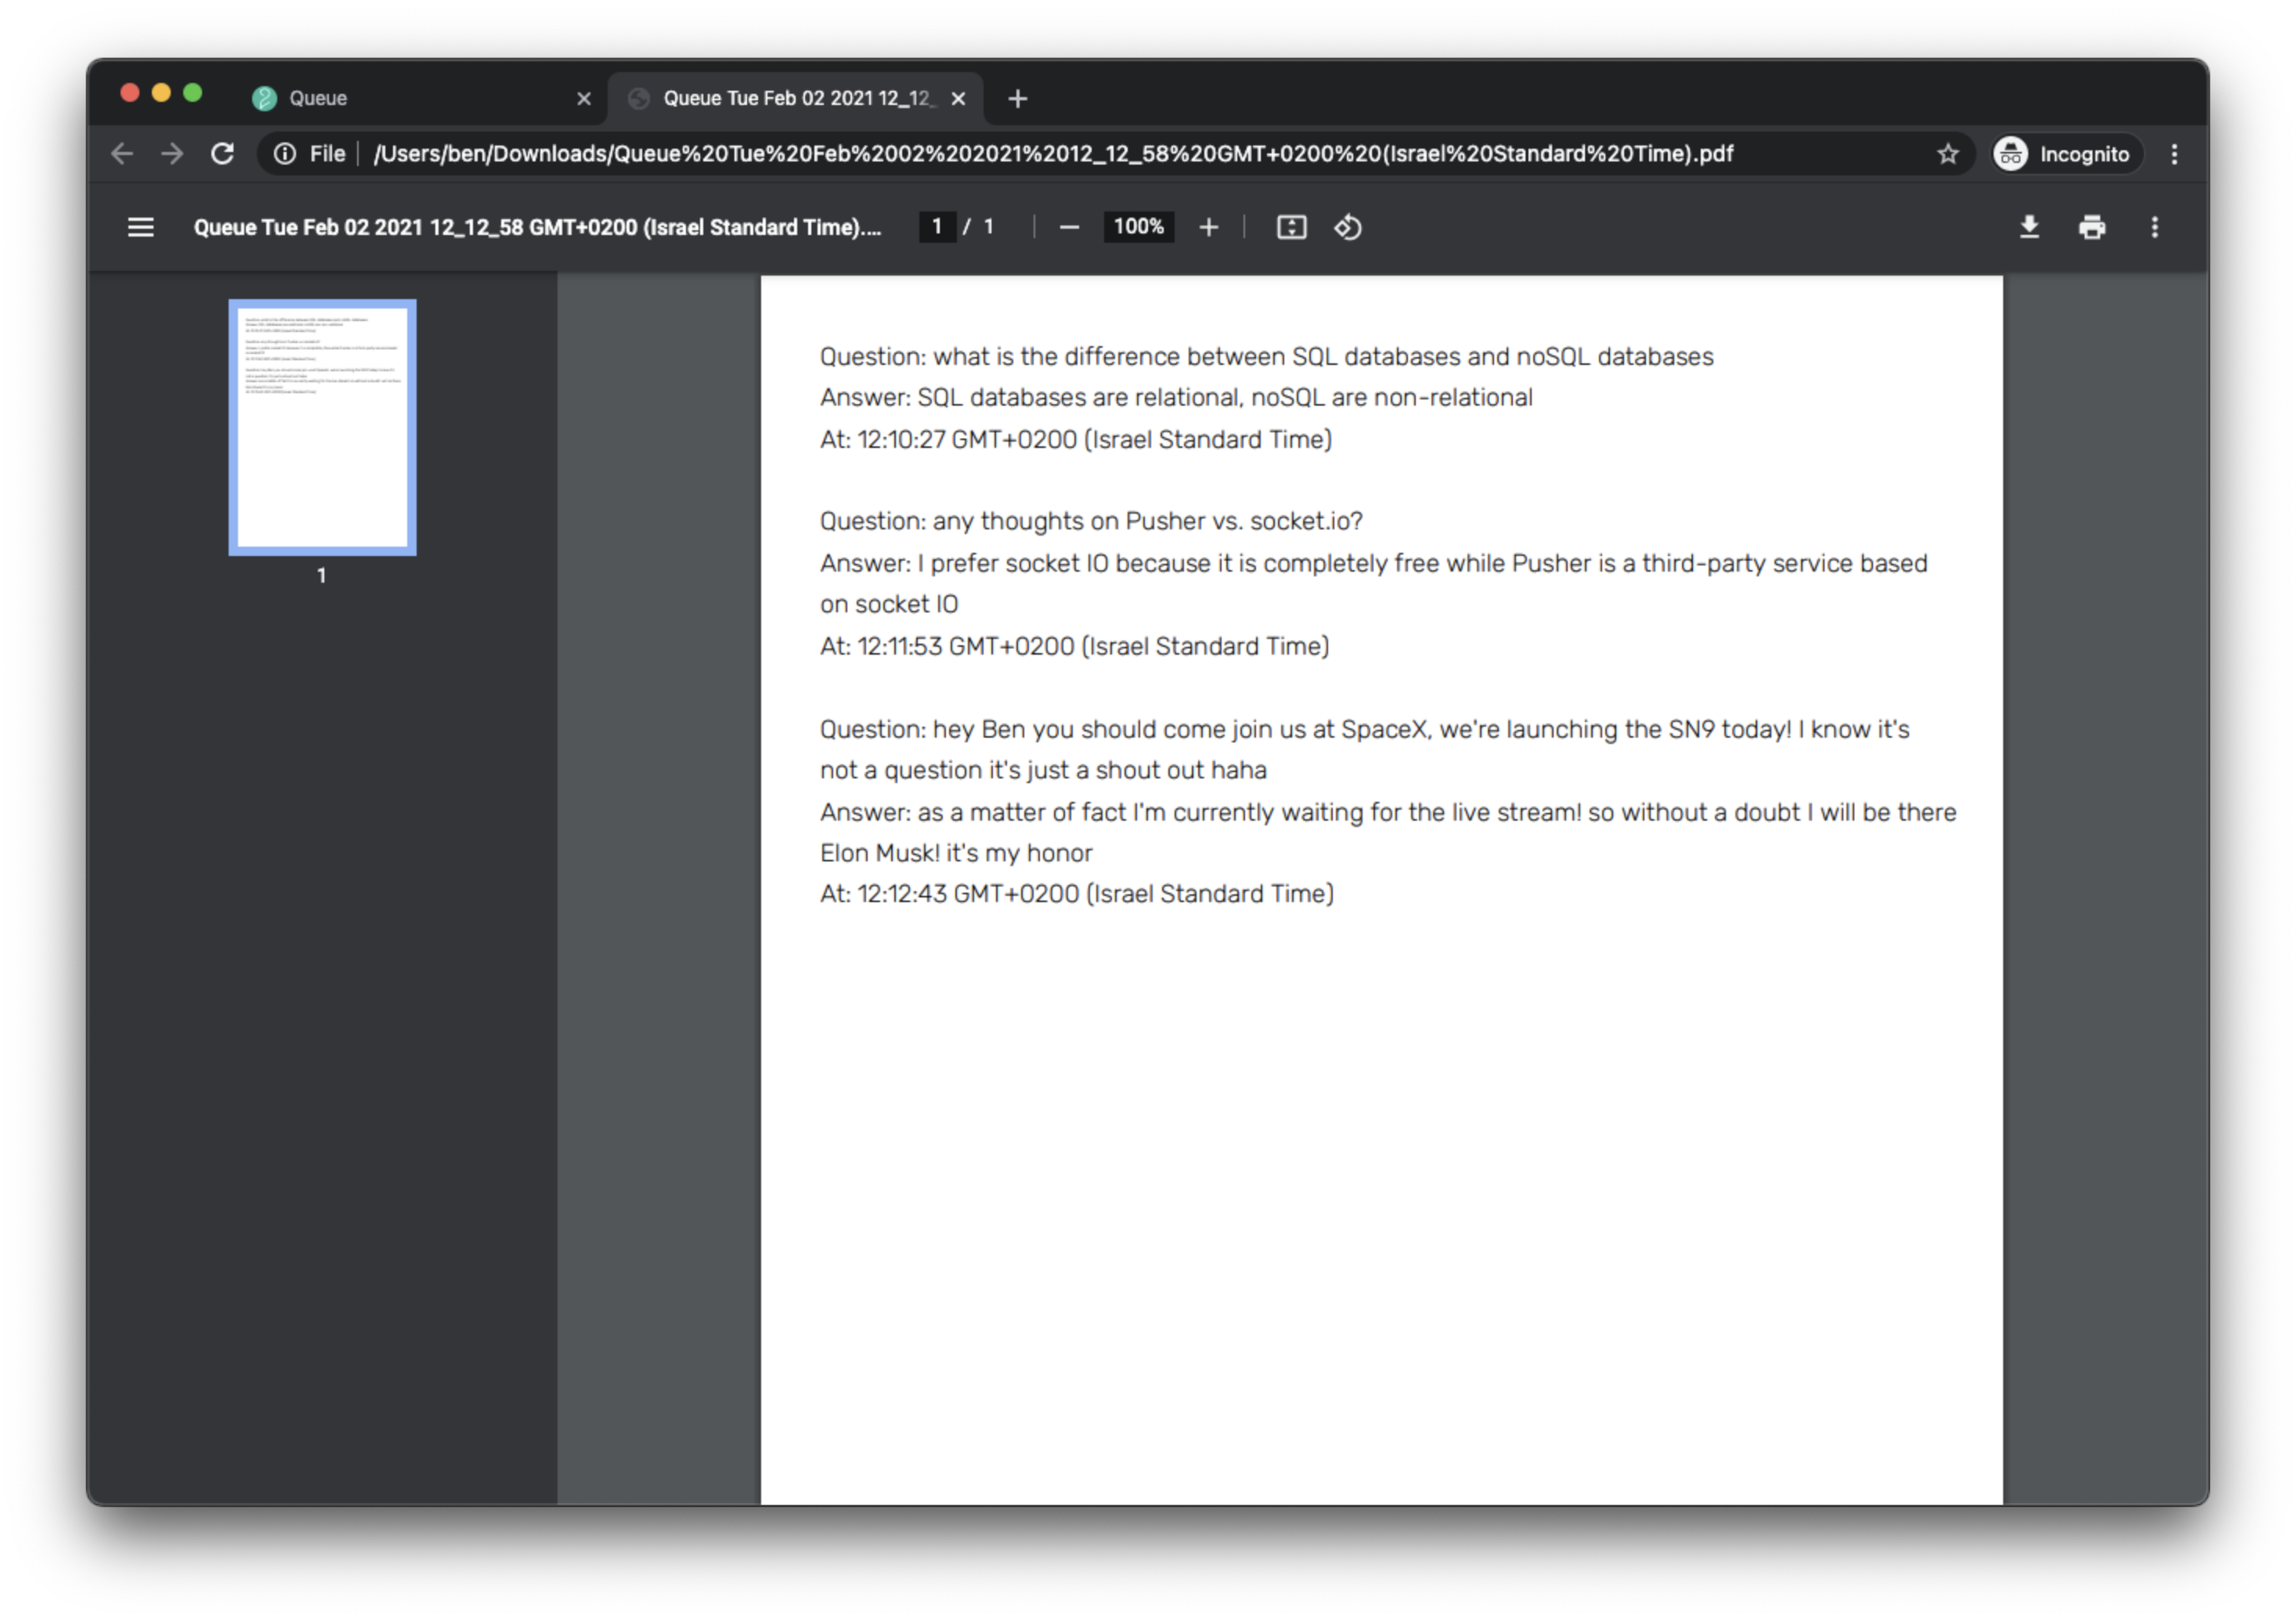 Queue
Queue Tue Feb 02 2021 12_12_
File
/Users/ben/Downloads/Queue%20Tue%20Feb%2002%202021%2012_12_58%20GMT+0200%20(Israel%20Standard%20Time).pdf
Incognito
Queue Tue Feb 02 2021 12_12_58 GMT+0200 (Israel Standard Time)....
1 / 1
100%
1
Question: what is the difference between SQL databases and noSQL databases
Answer: SQL databases are relational, noSQL are non-relational
At: 12:10:27 GMT+0200 (Israel Standard Time)
Question: any thoughts on Pusher vs. socket.io?
Answer: I prefer socket IO because it is completely free while Pusher is a third-party service based
on socket IO
At: 12:11:53 GMT+0200 (Israel Standard Time)
Question: hey Ben you should come join us at SpaceX, we're launching the SN9 today! I know it's
not a question it's just a shout out haha
Answer: as a matter of fact I'm currently waiting for the live stream! so without a doubt I will be there
Elon Musk! it's my honor
At: 12:12:43 GMT+0200 (Israel Standard Time)